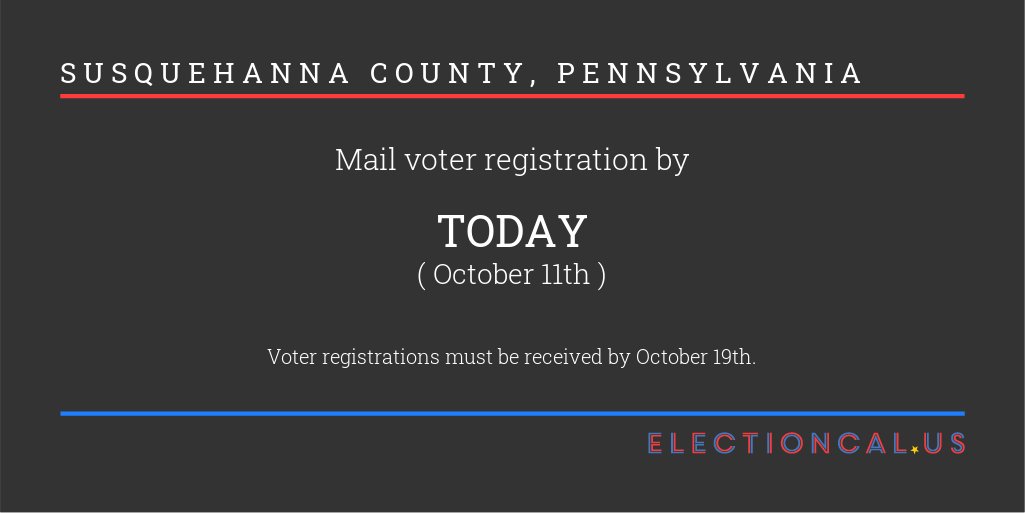 SUSQUEHANNA COUNTY, PENNSYLVANIA
Mail voter registration by
TODAY
( October 11th )
Voter registrations must be received by October 19th.
ELECTIONCAL.US